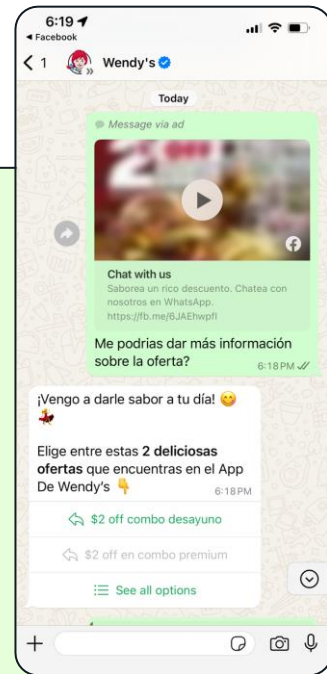 6:19
Facebook
1
Wendy's
Today
Message via ad
OFF
Chat with us
Saborea un rico descuento. Chatea con
nosotros en WhatsApp.
https://fb.me/6JAEhwpfl
Me podrias dar más información
sobre la oferta?
6:18 PM
¡Vengo a darle sabor a tu día!
Elige entre estas 2 deliciosas
ofertas que encuentras en el App
De Wendy's
6:18 PM
$2 off combo desayuno
$2 off en combo premium
See all options